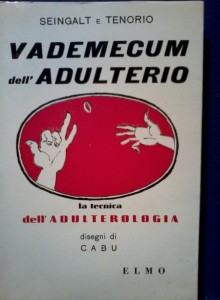 SEINGALT E TENORIO
VADEMECUM
dell'ADULTERIO
la tecnica
dell'ADULTEROLOGIA
disegni di
CABU
ELMO